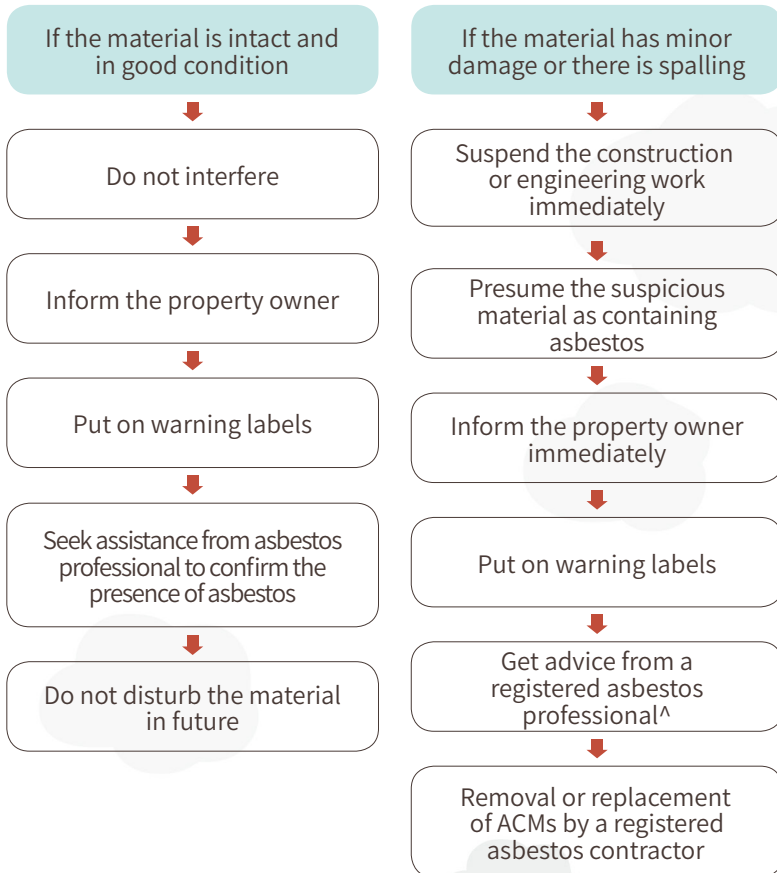 If the material is intact and
in good condition
Do not interfere
Inform the property owner
Put on warning labels
Seek assistance from asbestos
professional to confirm the
presence of asbestos
Do not disturb the material
in future
If the material has minor
damage or there is spalling
Suspend the construction
or engineering work
immediately
Presume the suspicious
material as containing
asbestos
Inform the property owner
immediately
Put on warning labels
Get advice from a
registered asbestos
professional^
Removal or replacement
of ACMs by a registered
asbestos contractor